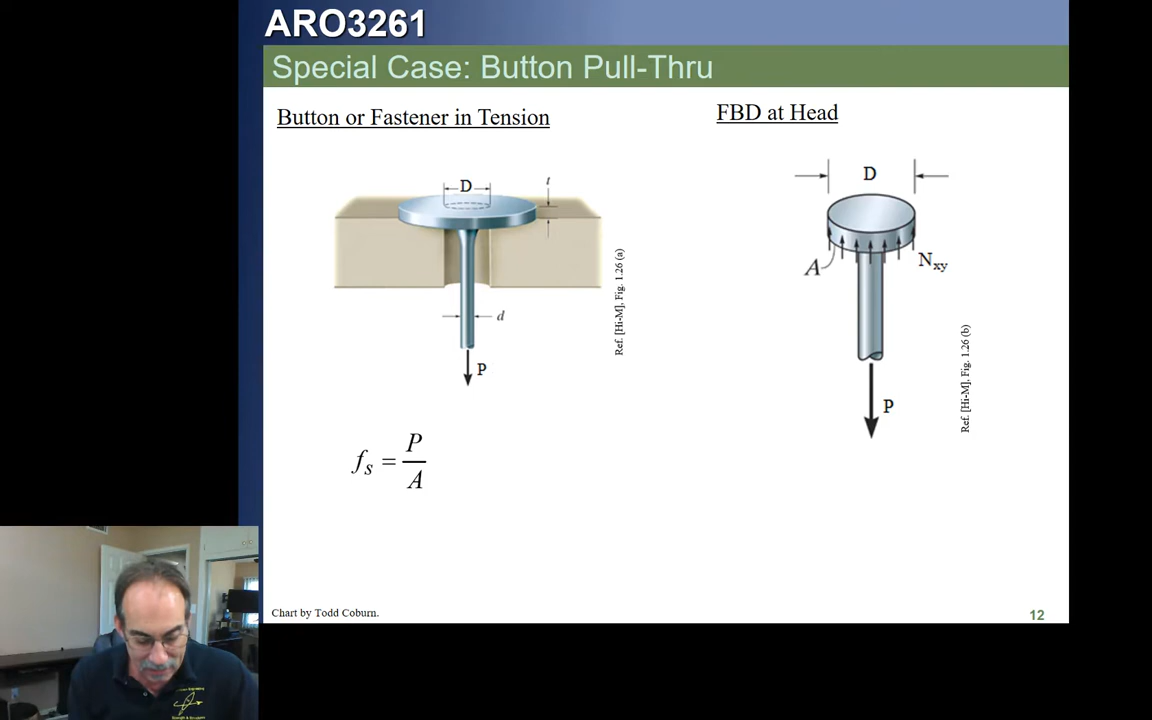 ARO3261
Special Case: Button Pull-Thru
Button or Fastener in Tension
FBD at Head
D
t
d
P
Ref. [Hi-M], Fig. 1.26 (a)
D
A
Nxy
P
Ref. [Hi-M], Fig. 1.26 (b)
fs = P/A
Chart by Todd Coburn.
12